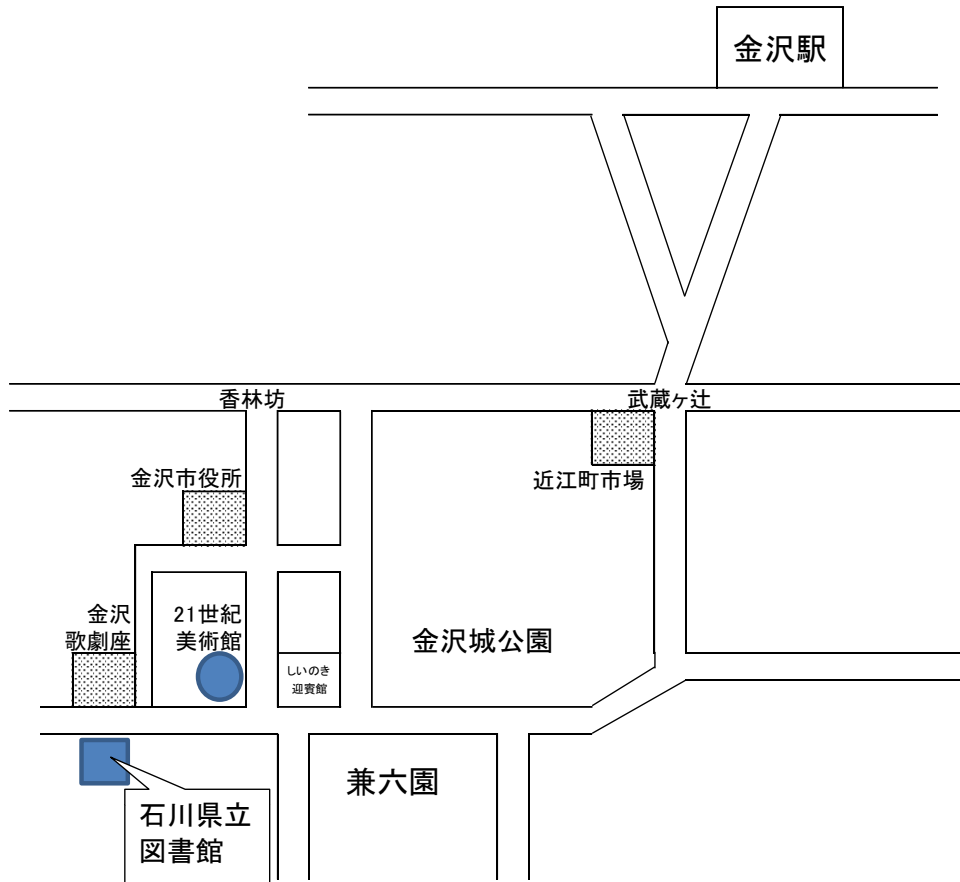 金沢駅
香林坊
武蔵ヶ辻
金沢市役所
近江町市場
金沢
歌劇座
21世紀
美術館
金沢城公園
しいのき
迎賓館
兼六園
石川県立
図書館